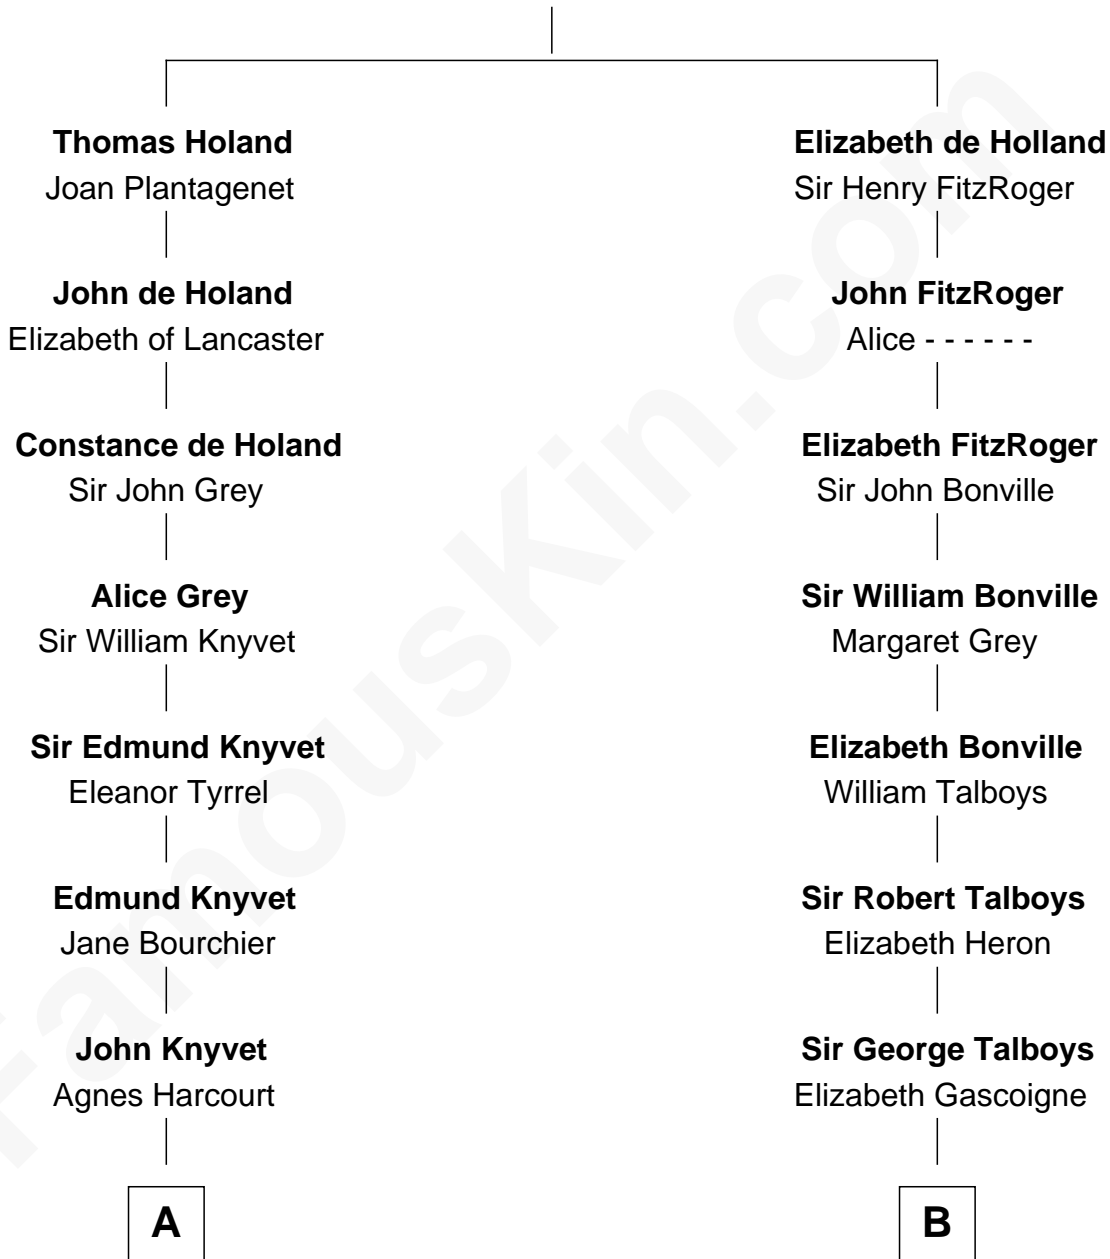 Thomas Holand
Joan Plantagenet
John de Holand
Elizabeth of Lancaster
Constance de Holand
Sir John Grey
Alice Grey
Sir William Knyvet
Sir Edmund Knyvet
Eleanor Tyrrel
Edmund Knyvet
Jane Bourchier
John Knyvet
Agnes Harcourt
A
Elizabeth de Holland
Sir Henry FitzRoger
John FitzRoger
Alice - - - - - -
Elizabeth FitzRoger
Sir John Bonville
Sir William Bonville
Margaret Grey
Elizabeth Bonville
William Talboys
Sir Robert Talboys
Elizabeth Heron
Sir George Talboys
Elizabeth Gascoigne
B
FamousKin.com